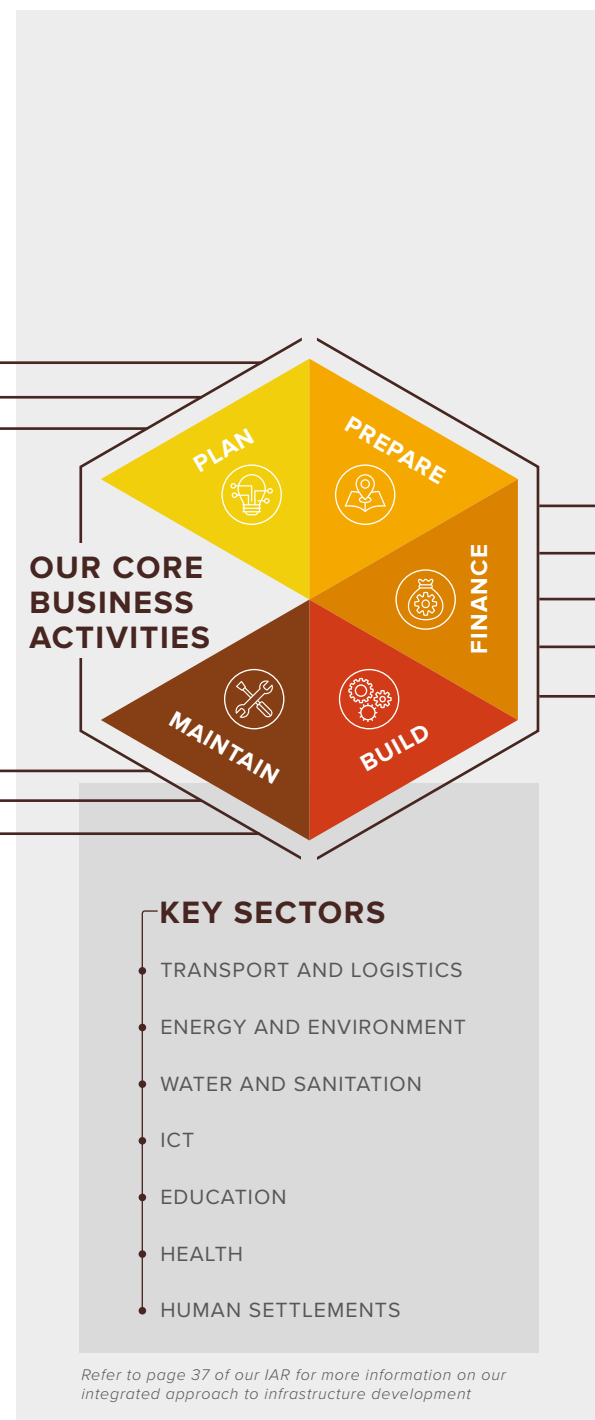 PLAN
PREPARE
FINANCE
OUR CORE
BUSINESS
ACTIVITIES
MAINTAIN
BUILD
KEY SECTORS
TRANSPORT AND LOGISTICS
ENERGY AND ENVIRONMENT
WATER AND SANITATION
ICT
EDUCATION
HEALTH
HUMAN SETTLEMENTS
Refer to page 37 of our IAR for more information on our
integrated approach to infrastructure development